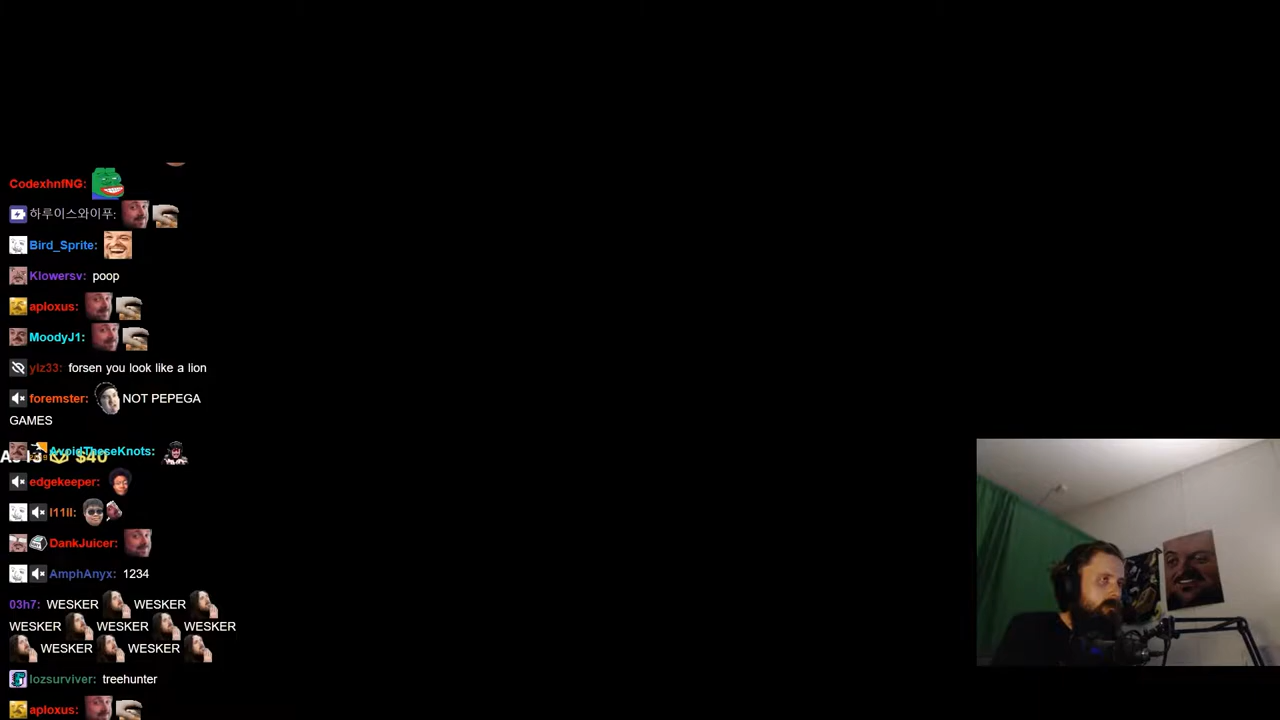 CodexhnfNG:
하루이스와이푸:
Bird_Sprite:
Klowersv: poop
aploxus:
MoodyJ1:
ylz33: forsen you look like a lion
foremster: NOT PEPEGA
GAMES
AvoidTheseKnots:
$40
edgekeeper:
l11ll:
DankJuicer:
AmphAnyx: 1234
03h7: WESKER WESKER
WESKER WESKER WESKER
WESKER WESKER
lozsurviver: treehunter
aploxus: